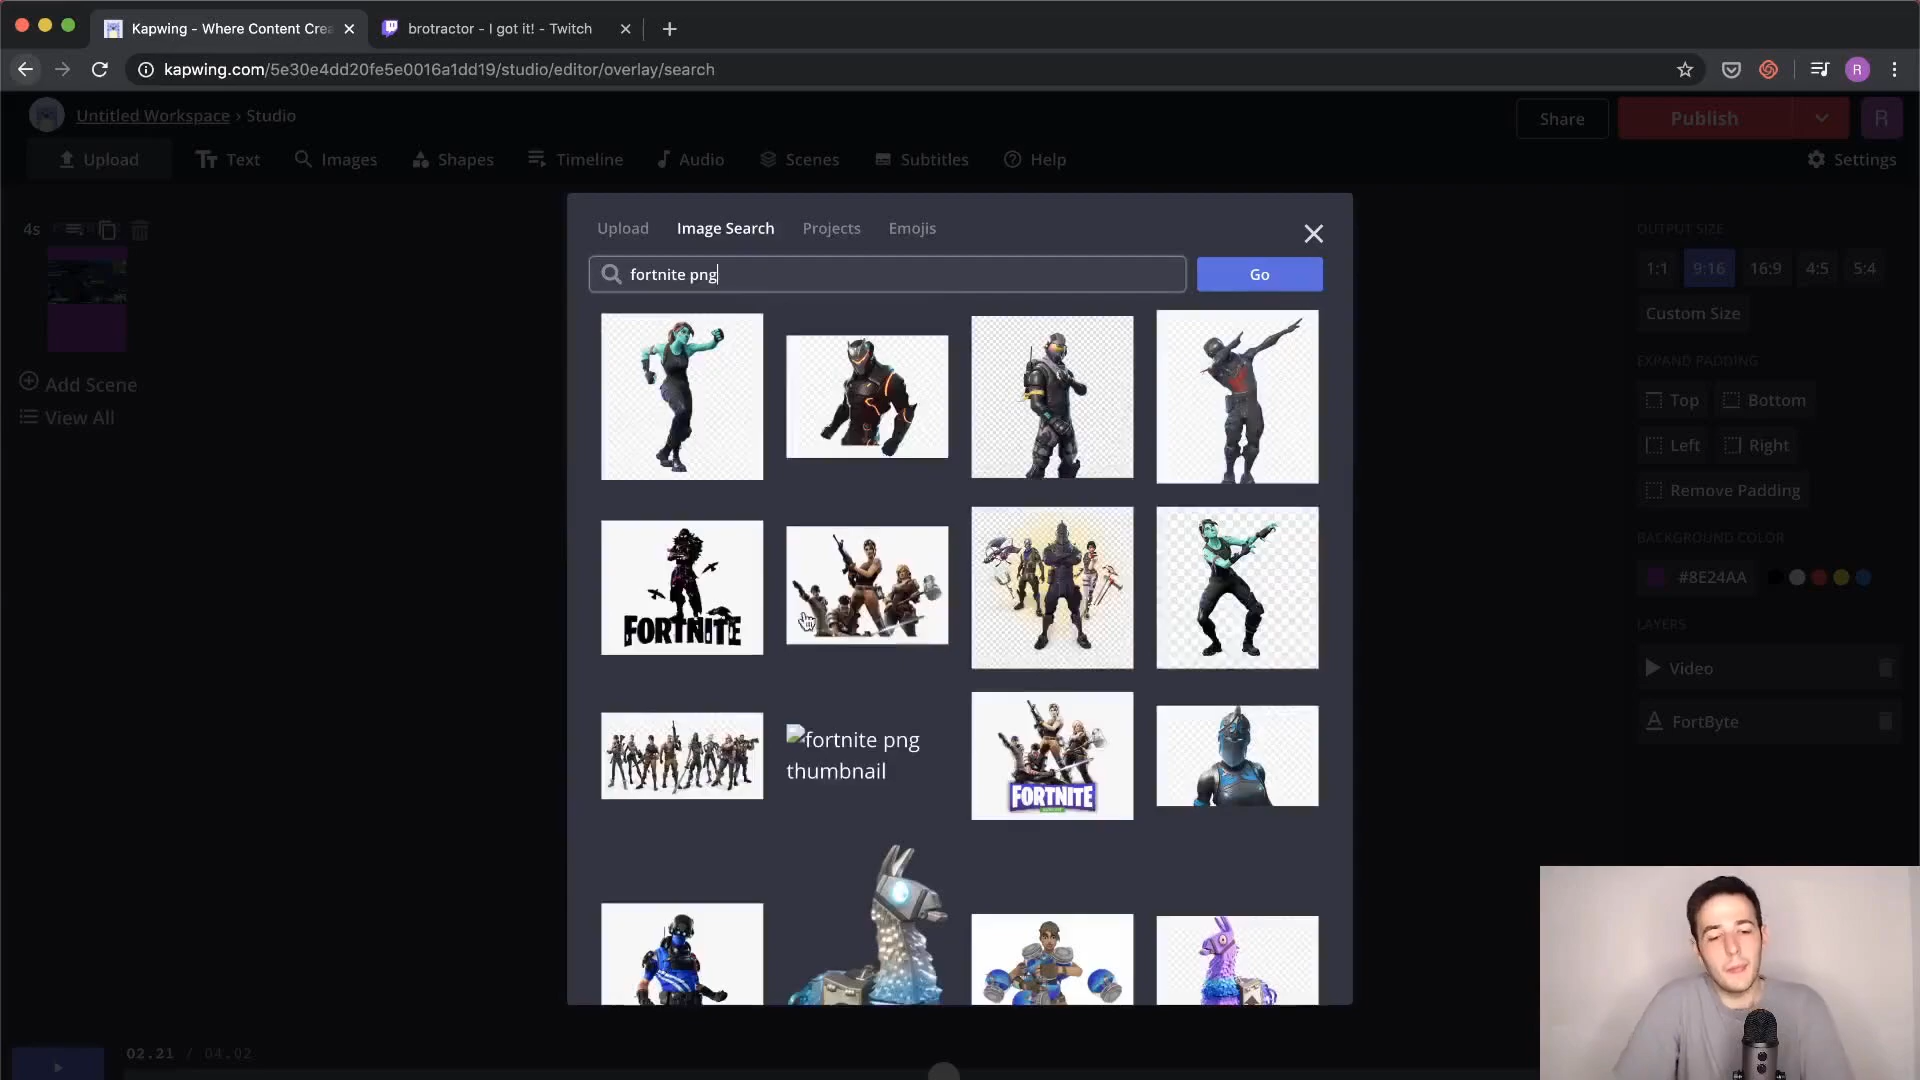 Kapwing - Where Content Crea
brotractor - I got it! - Twitch
kapwing.com/5e30e4dd20fe5e0016a1dd19/studio/editor/overlay/search
R
Untitled Workspace › Studio
Share
Publish
R
Upload
Text
Images
Shapes
Timeline
Audio
Scenes
Subtitles
Help
Settings
4s
Add Scene
View All
Upload
Image Search
Projects
Emojis
fortnite png
Go
FORTNITE
fortnite png
thumbnail
FORTNITE
OUTPUT SIZE
1:1
9:16
16:9
4:5
5:4
Custom Size
EXPAND PADDING
Top
Bottom
Left
Right
Remove Padding
BACKGROUND COLOR
#8E24AA
LAYERS
Video
FortByte
02.21 / 04.02